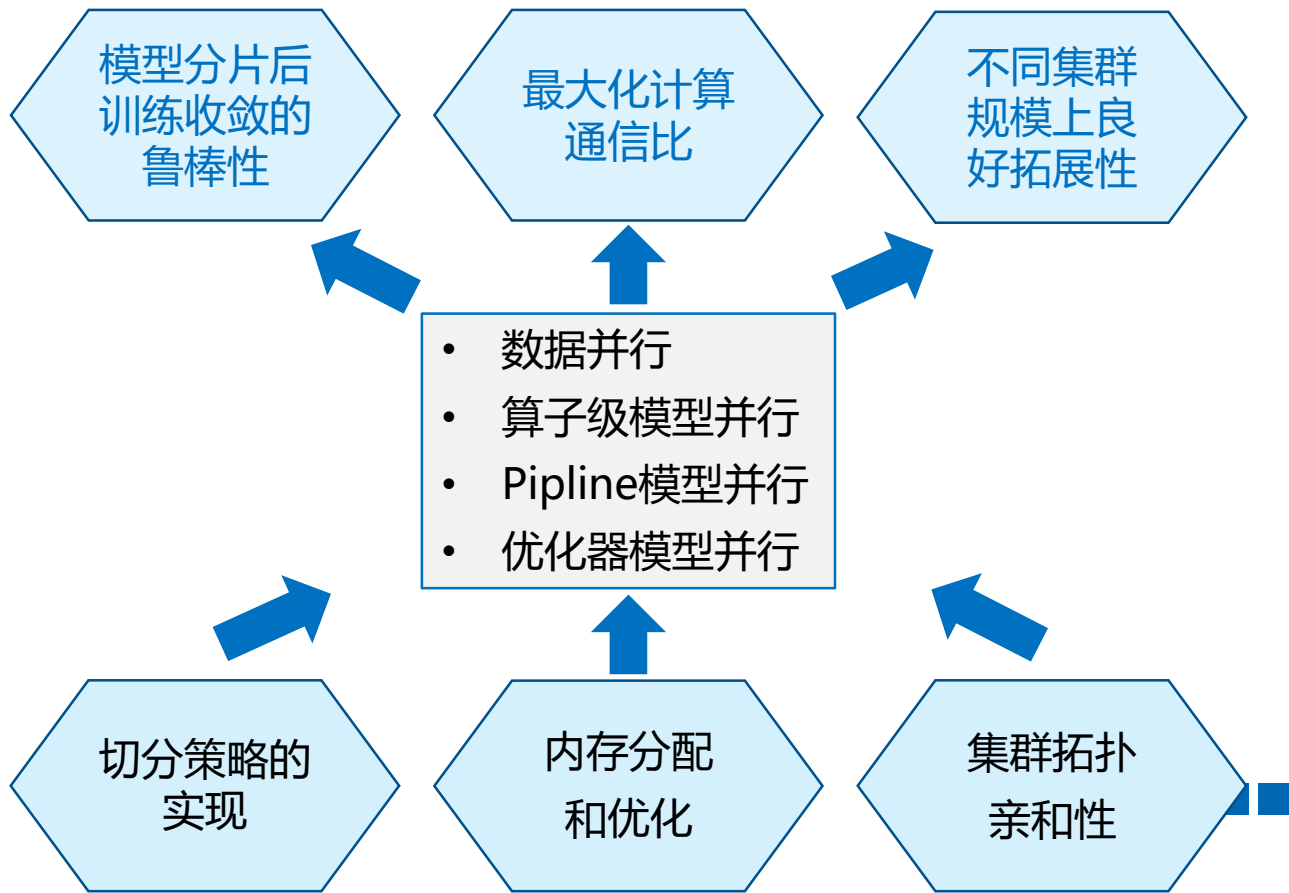 模型分片后
训练收敛的
鲁棒性
最大化计算
通信比
不同集群
规模上良
好拓展性
• 数据并行
• 算子级模型并行
• Pipline模型并行
• 优化器模型并行
切分策略的
实现
内存分配
和优化
集群拓扑
亲和性